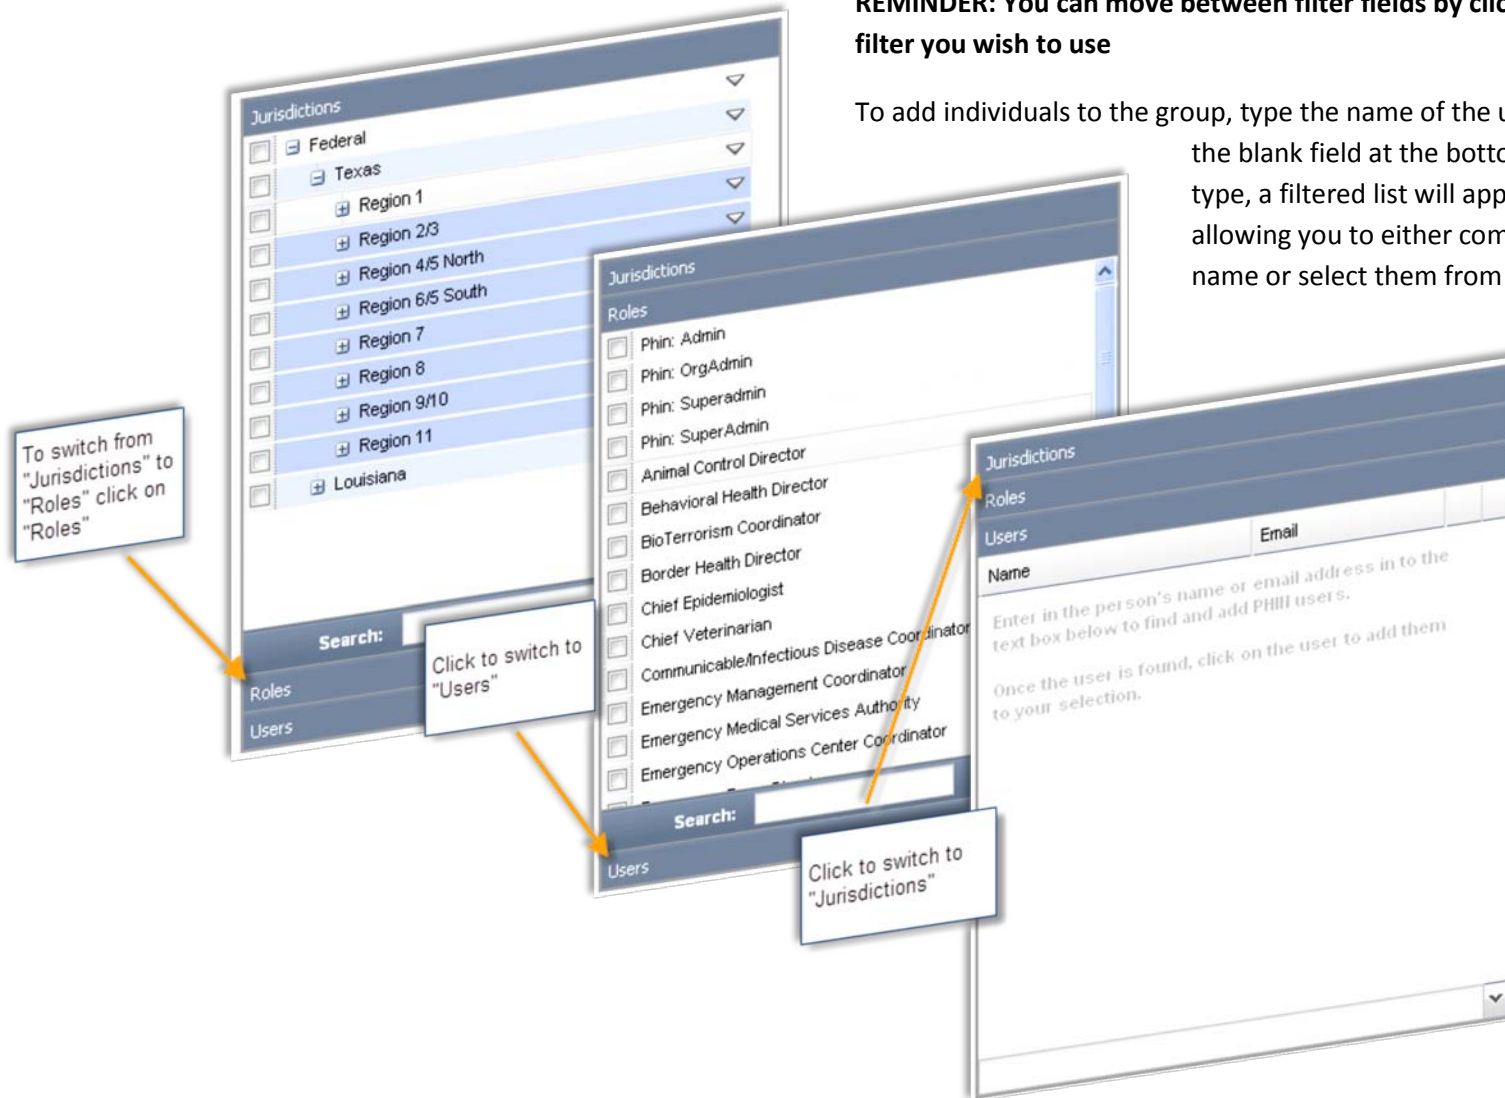 REMINDER: You can move between filter fields by
filter you wish to use
To add individuals to the group, type the name of the
the blank field at the
type, a filtered list will
allowing you to either
name or select them from
Jurisdictions
Federal
Texas
Region 1
Region 2/3
Region 4/5 North
Region 6/5 South
Region 7
Region 8
Region 9/10
Region 11
Louisiana
Search:
Roles
Users
To switch from
"Jurisdictions" to
"Roles" click on
"Roles"
Jurisdictions
Roles
Phin: Admin
Phin: OrgAdmin
Phin: Superadmin
Phin: SuperAdmin
Animal Control Director
Behavioral Health Director
BioTerrorism Coordinator
Border Health Director
Chief Epidemiologist
Chief Veterinarian
Communicable/Infectious Disease Coordinator
Emergency Management Coordinator
Emergency Medical Services Authority
Emergency Operations Center Coordinator
Search:
Users
Click to switch to
"Users"
Jurisdictions
Roles
Users
Name Email
Enter in the person's name or email address in to the
text box below to find and add PHIN users.
Once the user is found, click on the user to add them
to your selection.
Click to switch to
"Jurisdictions"